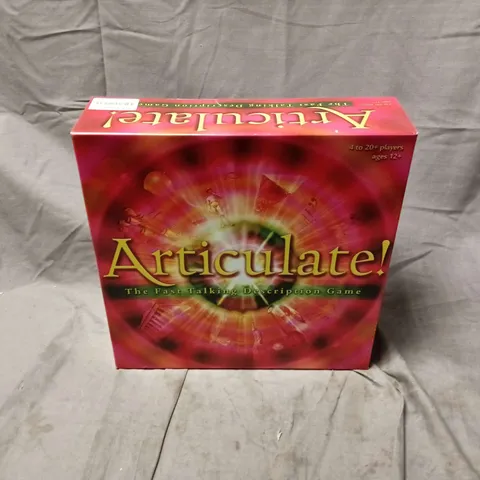 Articulate!
The Fast Talking Description Game
4 to 20+ players
ages 12+
Articulate!
The Fast Talking Description Game